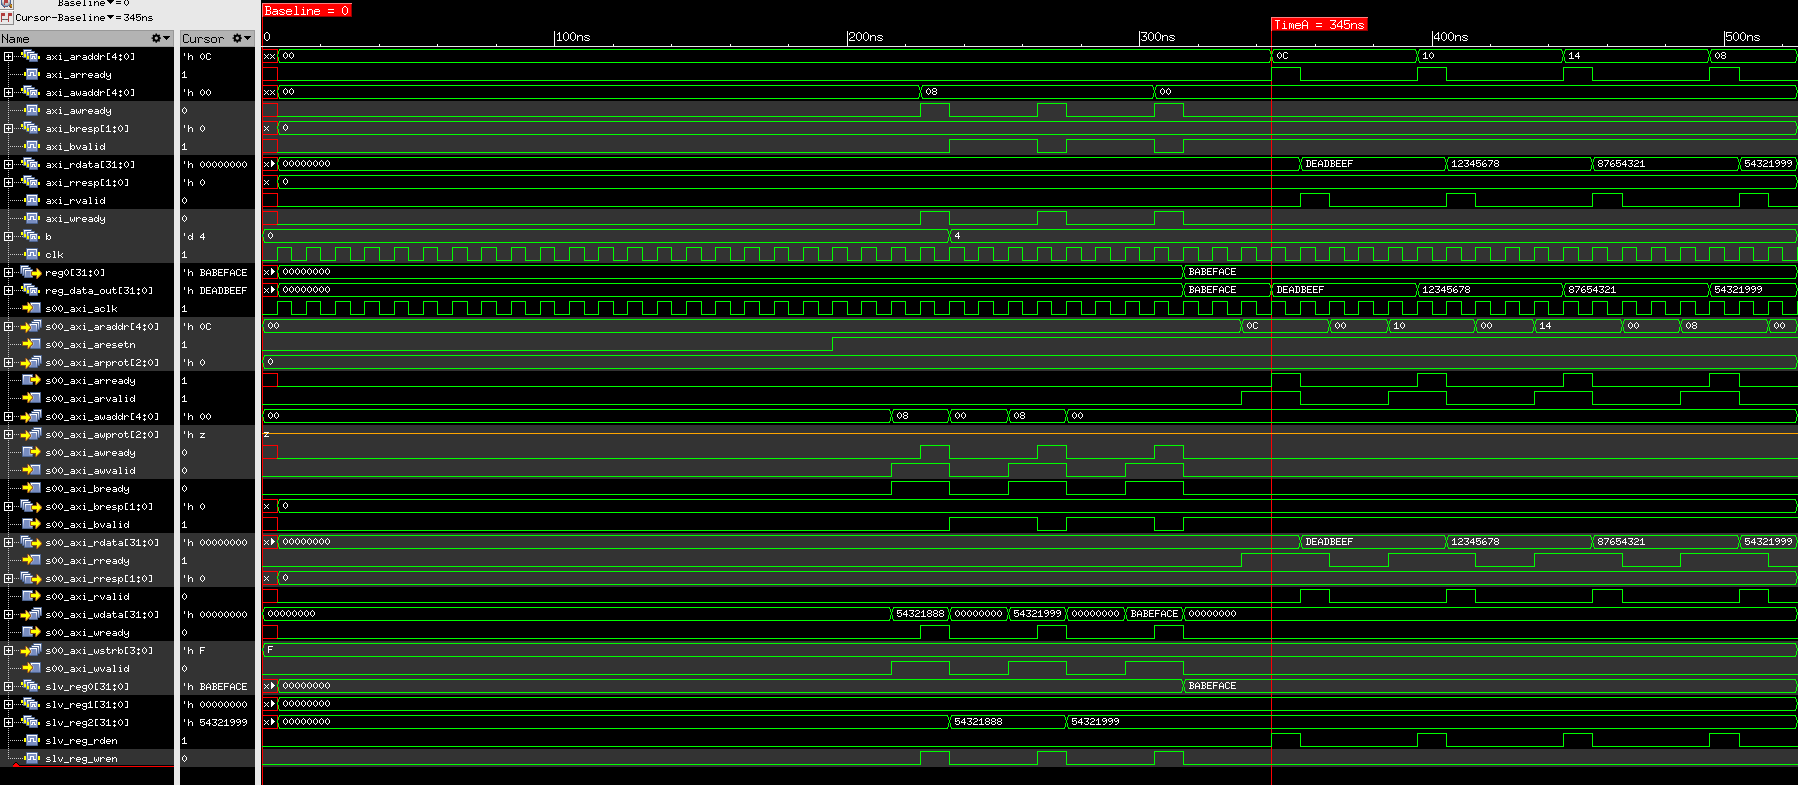 Baseline▼=0
Cursor-Baseline▼=345ns
Baseline = 0
TimeA = 345ns
Name Cursor 0 100ns 200ns 300ns 400ns 500ns
axi_araddr[4:0] 'h 0C xx 00 0C 10 14 08
axi_arready 1
axi_awaddr[4:0] 'h 00 xx 00 08 00
axi_awready 0
axi_bresp[1:0] 'h 0 x 0
axi_bvalid 1
axi_rdata[31:0] 'h 00000000 x 00000000 DEADBEEF 12345678 87654321 54321999
axi_rresp[1:0] 'h 0 x 0
axi_rvalid 0
axi_wready 0
b 'd 4 0 4
clk 1
reg0[31:0] 'h BABEFACE x 00000000 BABEFACE
reg_data_out[31:0] 'h DEADBEEF x 00000000 BABEFACE DEADBEEF 12345678 87654321 54321999
s00_axi_aclk 1
s00_axi_araddr[4:0] 'h 0C 00 0C 00 10 00 14 00 08 00
s00_axi_aresetn 1
s00_axi_arprot[2:0] 'h 0 0
s00_axi_arready 1
s00_axi_arvalid 1
s00_axi_awaddr[4:0] 'h 00 00 08 00 08 00
s00_axi_awprot[2:0] 'h z z
s00_axi_awready 0
s00_axi_awvalid 0
s00_axi_bready 0
s00_axi_bresp[1:0] 'h 0 x 0
s00_axi_bvalid 1
s00_axi_rdata[31:0] 'h 00000000 x 00000000 DEADBEEF 12345678 87654321 54321999
s00_axi_rready 1
s00_axi_rresp[1:0] 'h 0 x 0
s00_axi_rvalid 0
s00_axi_wdata[31:0] 'h 00000000 00000000 54321888 00000000 54321999 00000000 BABEFACE 00000000
s00_axi_wready 0
s00_axi_wstrb[3:0] 'h F F
s00_axi_wvalid 0
slv_reg0[31:0] 'h BABEFACE x 00000000 BABEFACE
slv_reg1[31:0] 'h 00000000 x 00000000
slv_reg2[31:0] 'h 54321999 x 00000000 54321888 54321999
slv_reg_rden 1
slv_reg_wren 0